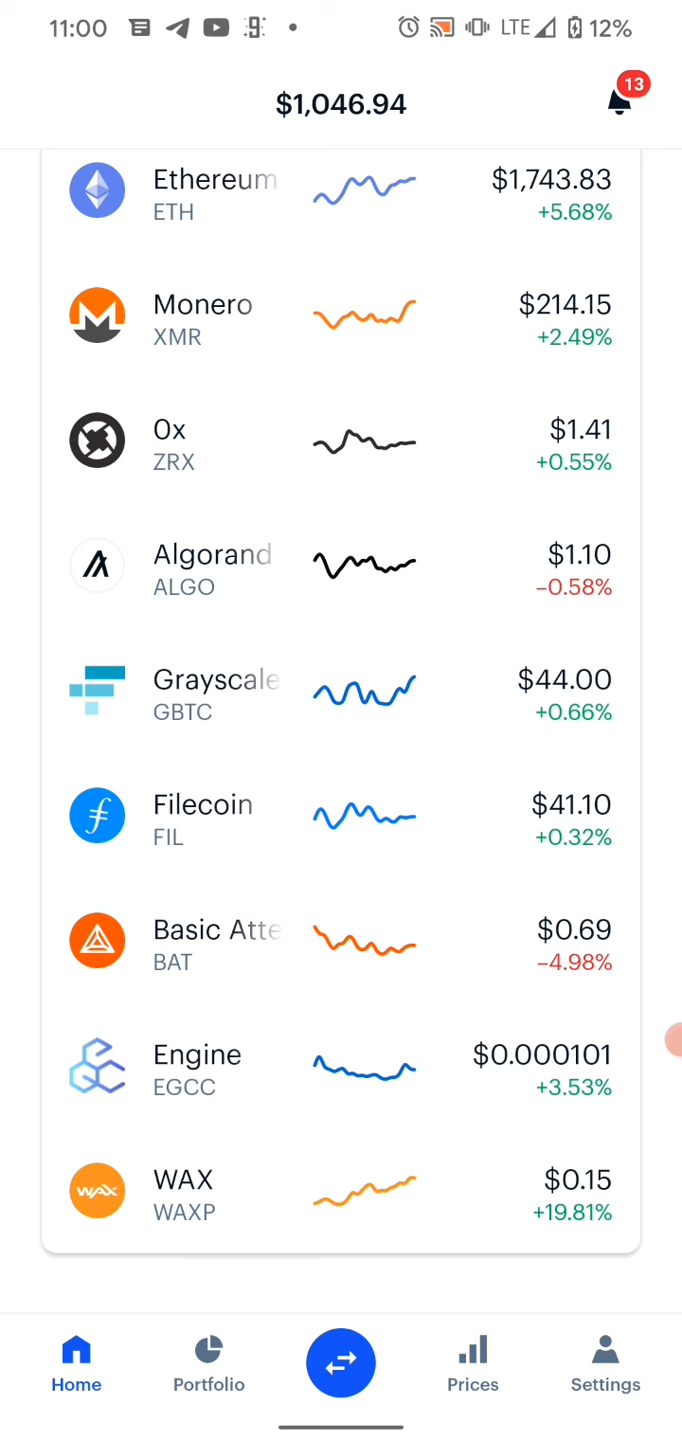 11:00 LTE 12%
$1,046.94 13
Ethereum $1,743.83
ETH +5.68%
Monero $214.15
XMR +2.49%
0x $1.41
ZRX +0.55%
Algorand $1.10
ALGO –0.58%
Grayscale $44.00
GBTC +0.66%
Filecoin $41.10
FIL +0.32%
Basic Atte $0.69
BAT –4.98%
Engine $0.000101
EGCC +3.53%
WAX $0.15
WAXP +19.81%
Home Portfolio Prices Settings